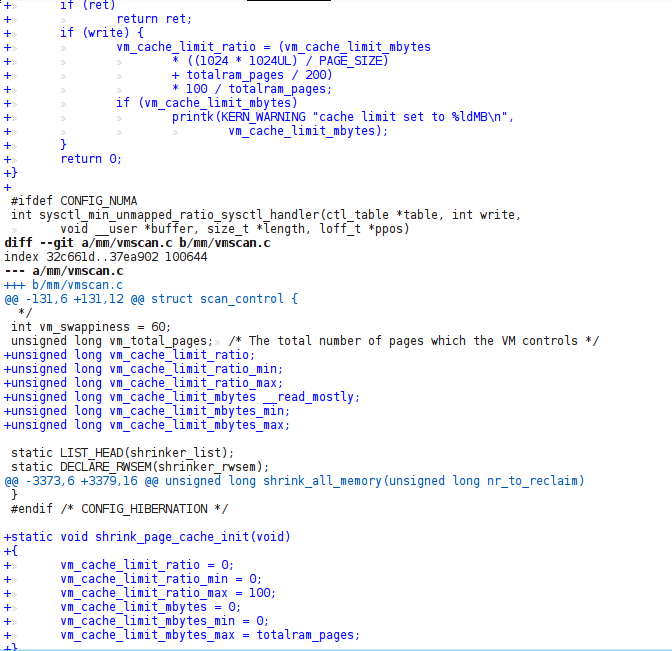 +» if (ret)
+» » return ret;
+» if (write) {
+» » vm_cache_limit_ratio = (vm_cache_limit_mbytes
+» » » * ((1024 * 1024UL) / PAGE_SIZE)
+» » » + totalram_pages / 200)
+» » » * 100 / totalram_pages;
+» » if (vm_cache_limit_mbytes)
+» » » printk(KERN_WARNING "cache limit set to %ldMB\n",
+» » » » vm_cache_limit_mbytes);
+» }
+» return 0;
+}
+
#ifdef CONFIG_NUMA
int sysctl_min_unmapped_ratio_sysctl_handler(ctl_table *table, int write,
» void __user *buffer, size_t *length, loff_t *ppos)
diff --git a/mm/vmscan.c b/mm/vmscan.c
index 32c661d..37ea902 100644
--- a/mm/vmscan.c
+++ b/mm/vmscan.c
@@ -131,6 +131,12 @@ struct scan_control {
*/
int vm_swappiness = 60;
unsigned long vm_total_pages;» /* The total number of pages which the VM controls */
+unsigned long vm_cache_limit_ratio;
+unsigned long vm_cache_limit_ratio_min;
+unsigned long vm_cache_limit_ratio_max;
+unsigned long vm_cache_limit_mbytes __read_mostly;
+unsigned long vm_cache_limit_mbytes_min;
+unsigned long vm_cache_limit_mbytes_max;
static LIST_HEAD(shrinker_list);
static DECLARE_RWSEM(shrinker_rwsem);
@@ -3373,6 +3379,16 @@ unsigned long shrink_all_memory(unsigned long nr_to_reclaim)
}
#endif /* CONFIG_HIBERNATION */
+static void shrink_page_cache_init(void)
+{
+» vm_cache_limit_ratio = 0;
+» vm_cache_limit_ratio_min = 0;
+» vm_cache_limit_ratio_max = 100;
+» vm_cache_limit_mbytes = 0;
+» vm_cache_limit_mbytes_min = 0;
+» vm_cache_limit_mbytes_max = totalram_pages;
+}